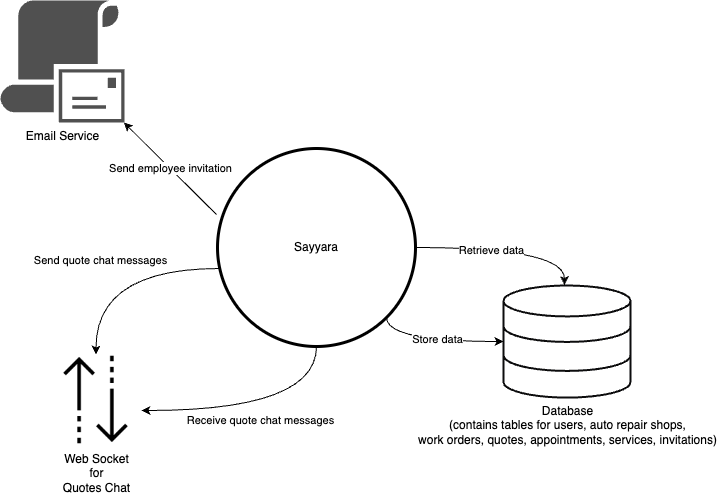 Email Service
Send employee invitation
Sayyara
Retrieve data
Send quote chat messages
Store data
Database
(contains tables for users, auto repair shops,
work orders, quotes, appointments, services, invitations)
Receive quote chat messages
Web Socket
for
Quotes Chat